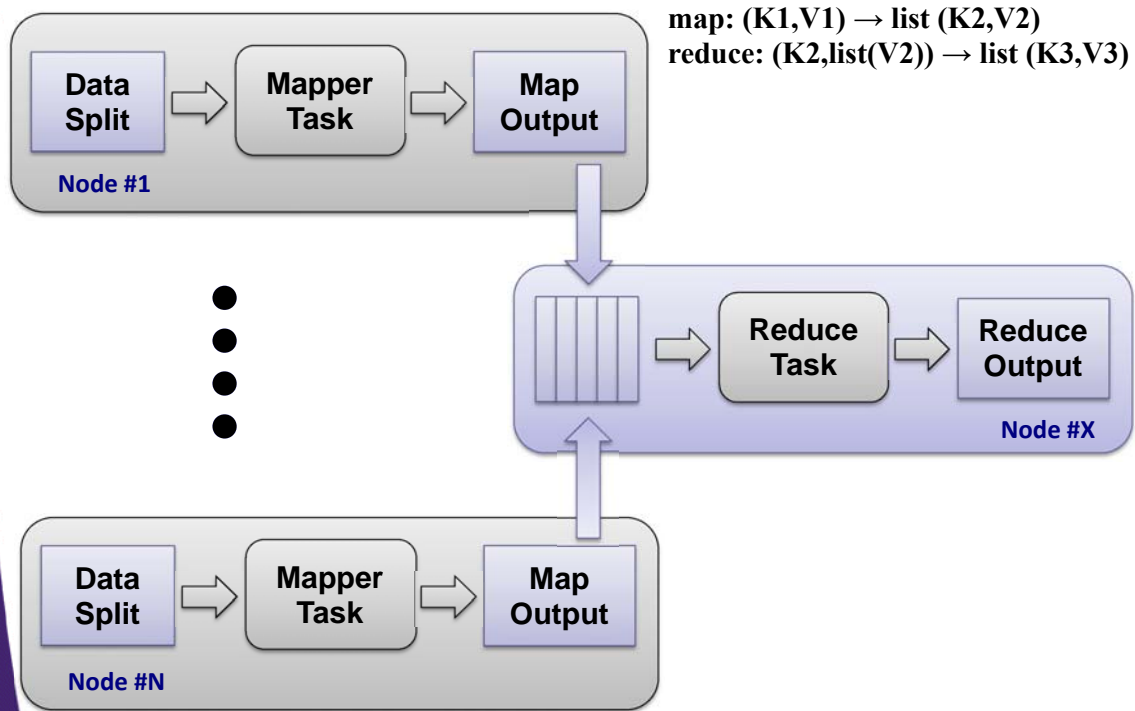 map: (K1,V1) → list (K2,V2)
reduce: (K2,list(V2)) → list (K3,V3)
Data
Split
Mapper
Task
Map
Output
Node #1
Reduce
Task
Reduce
Output
Node #X
Data
Split
Mapper
Task
Map
Output
Node #N